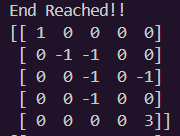 End Reached!!
[[ 1  0  0  0  0]
 [ 0 -1 -1  0  0]
 [ 0  0 -1  0 -1]
 [ 0  0 -1  0  0]
 [ 0  0  0  0  3]]